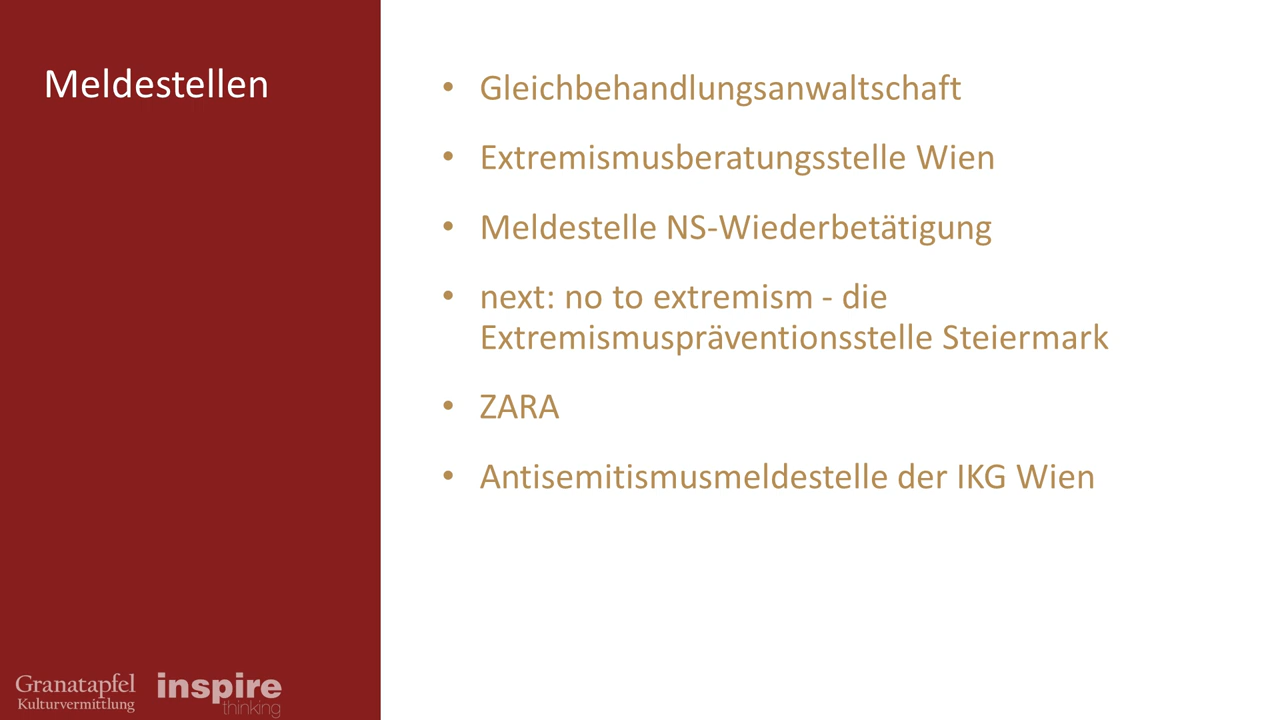 Meldestellen
• Gleichbehandlungsanwaltschaft
• Extremismusberatungsstelle Wien
• Meldestelle NS-Wiederbetätigung
• next: no to extremism - die
Extremismuspräventionsstelle Steiermark
• ZARA
• Antisemitismusmeldestelle der IKG Wien
Granatapfel
Kulturvermittlung
inspire
thinking